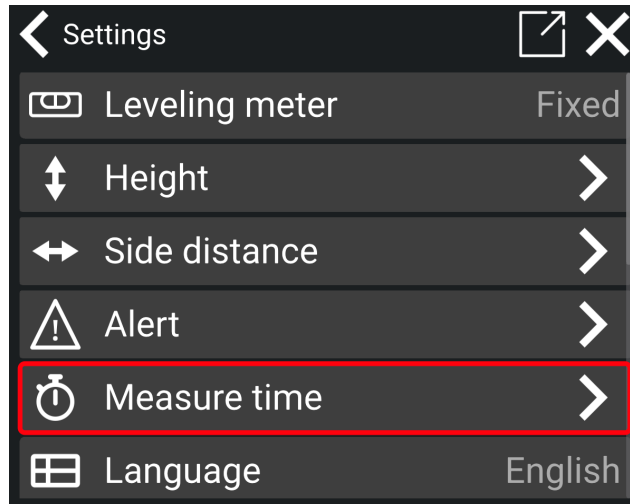 Settings
Leveling meter Fixed
Height
Side distance
Alert
Measure time
Language English